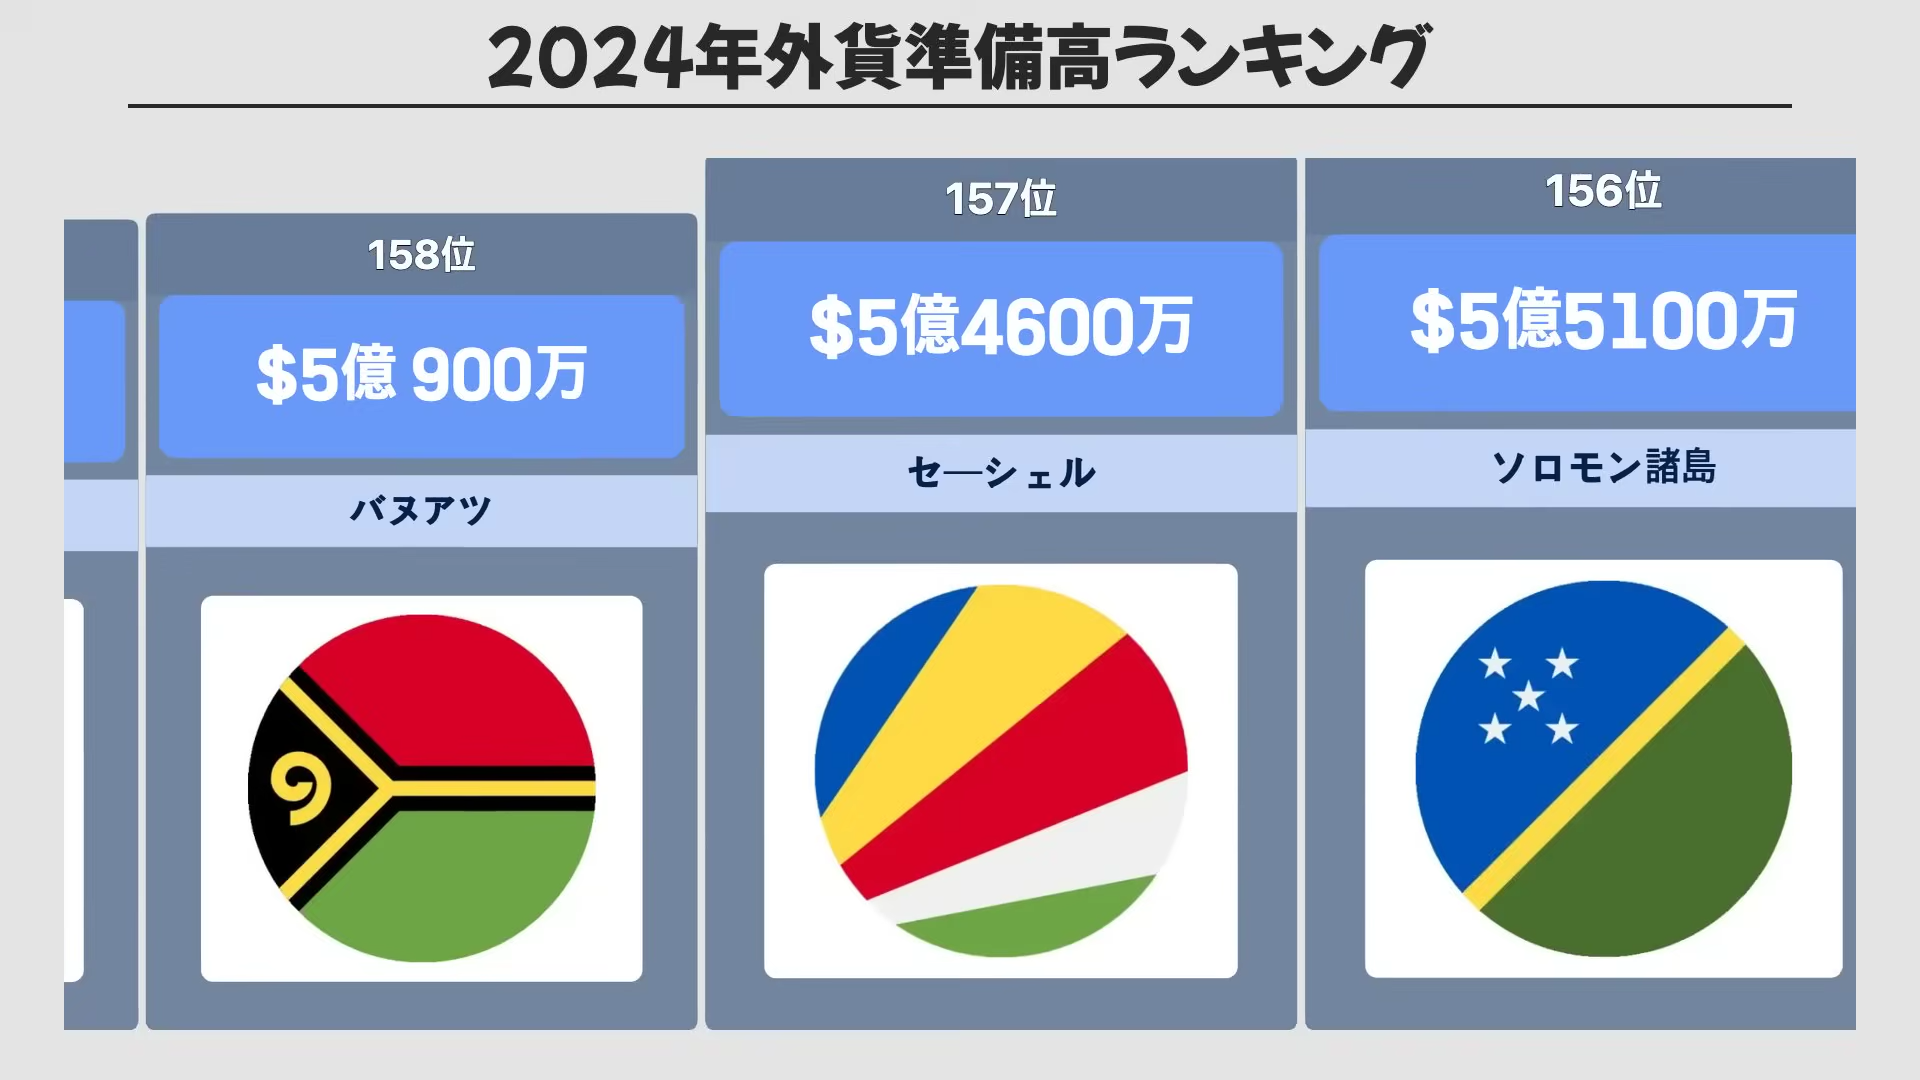 2024年外貨準備高ランキング
158位
$5億 900万
バヌアツ
157位
$5億4600万
セーシェル
156位
$5億5100万
ソロモン諸島